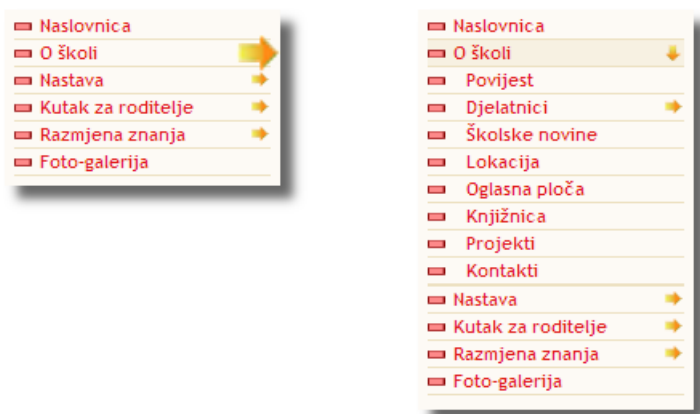 Naslovnica
O školi
Nastava
Kutak za roditelje
Razmjena znanja
Foto-galerija
Naslovnica
O školi
Povijest
Djelatnici
Školske novine
Lokacija
Oglasna ploča
Knjižnica
Projekti
Kontakti
Nastava
Kutak za roditelje
Razmjena znanja
Foto-galerija